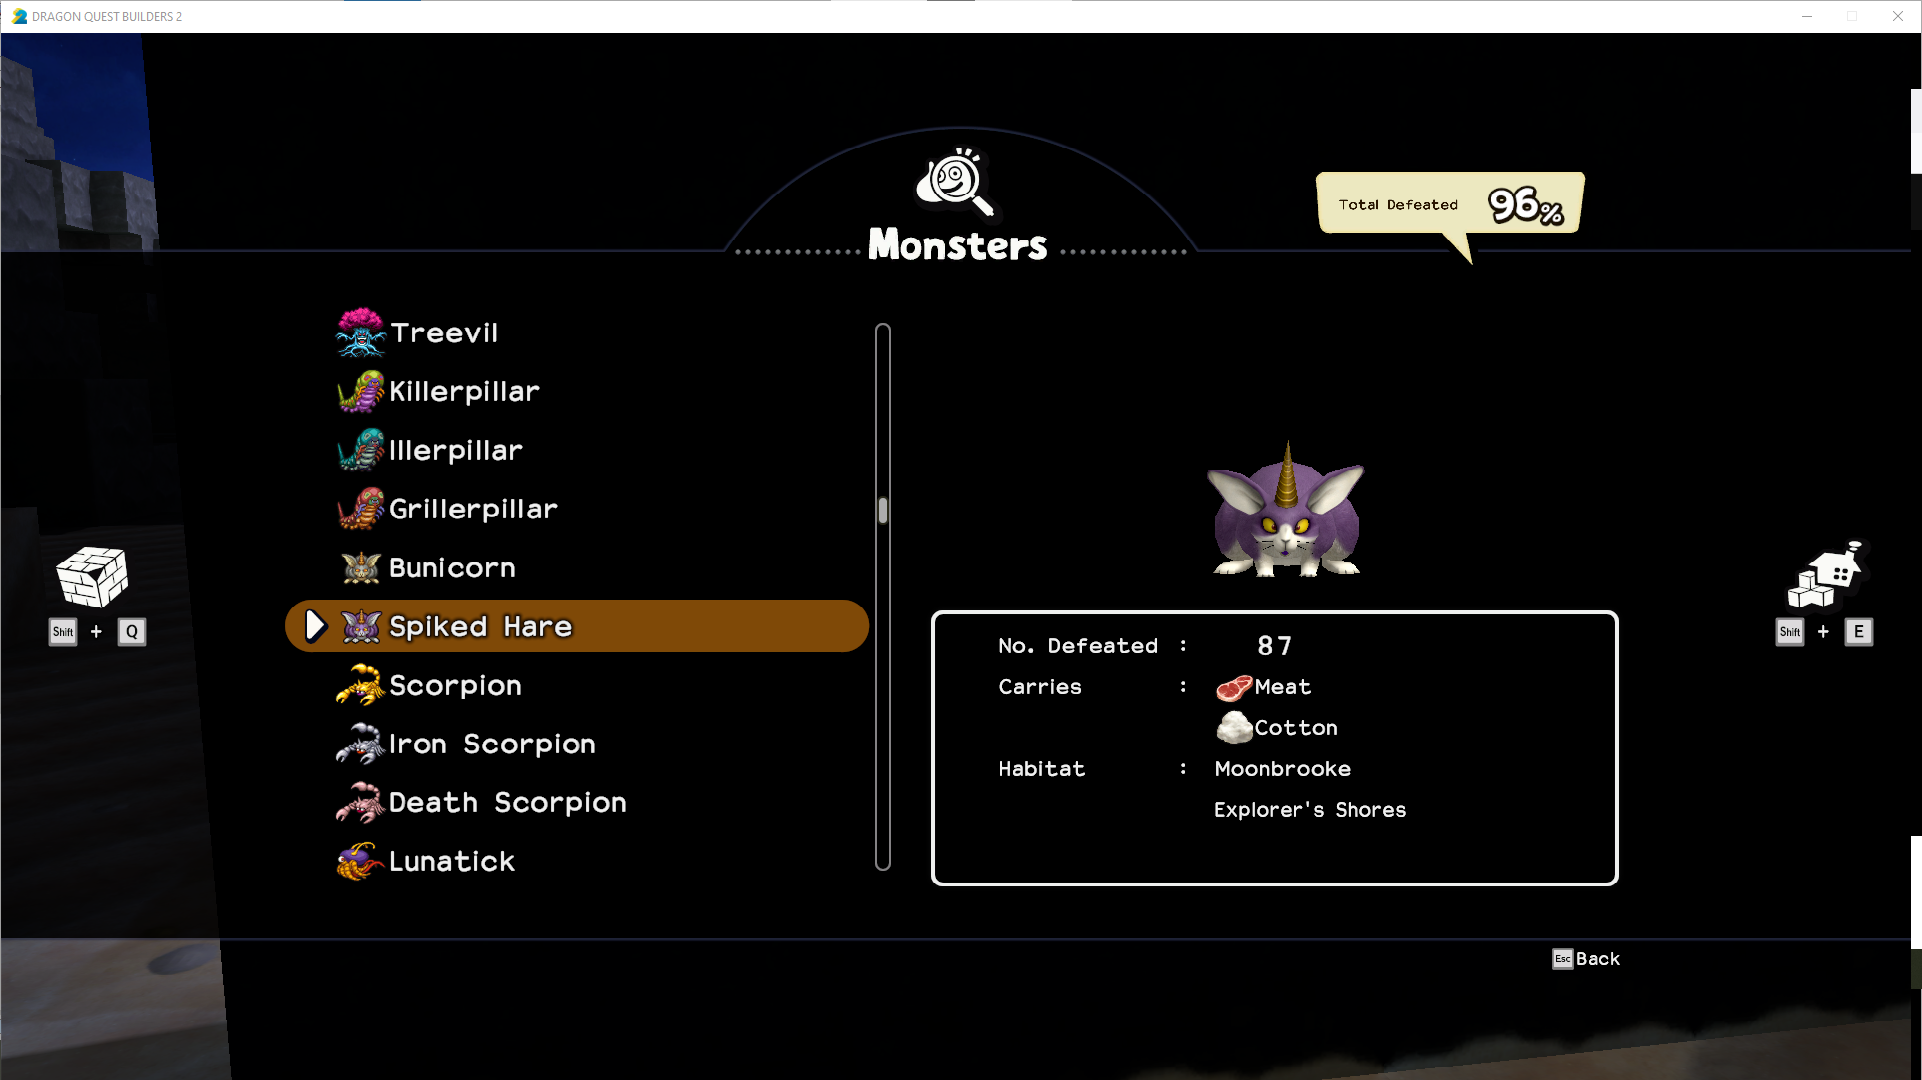 DRAGON QUEST BUILDERS 2
Total Defeated 96%
Monsters
Treevil
Killerpillar
Illerpillar
Grillerpillar
Bunicorn
Spiked Hare
Scorpion
Iron Scorpion
Death Scorpion
Lunatick
Shift + Q
No. Defeated : 87
Carries : Meat
Cotton
Habitat : Moonbrooke
Explorer's Shores
Shift + E
Esc Back